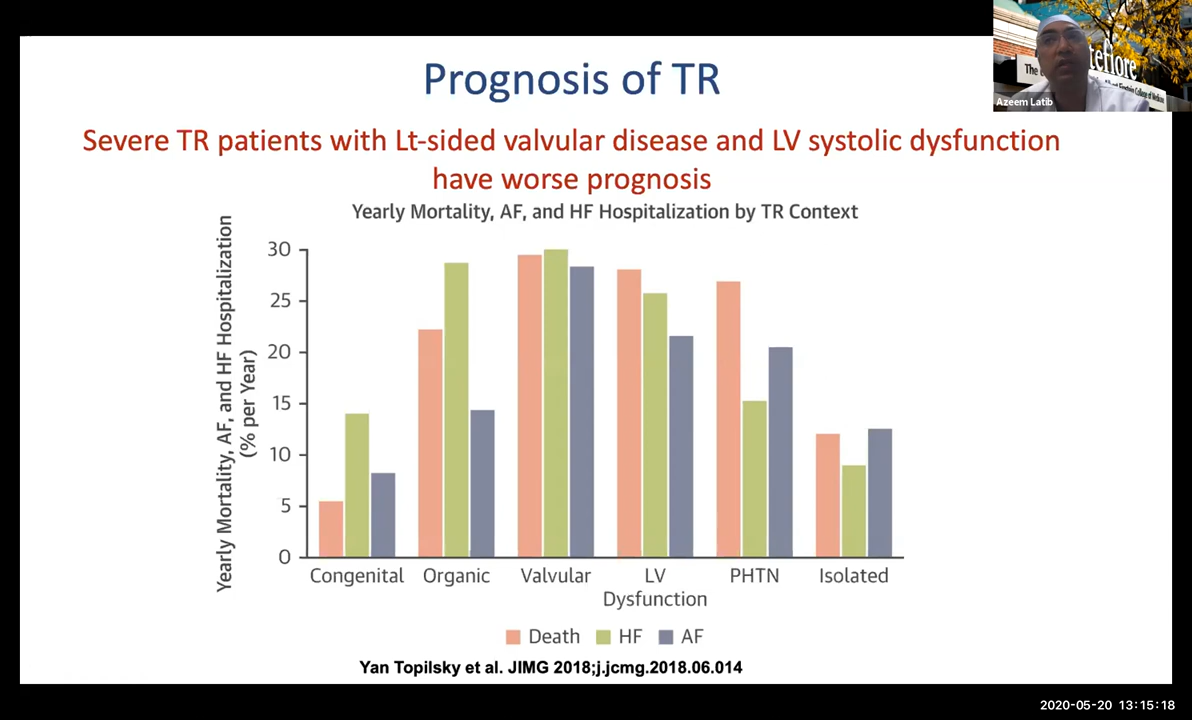 Prognosis of TR
tefiore
The
Azeem Latib
Severe TR patients with Lt-sided valvular disease and LV systolic dysfunction
have worse prognosis
Yearly Mortality, AF, and HF Hospitalization by TR Context
Yearly Mortality, AF, and HF Hospitalization
(% per Year)
30
25
20
15
10
5
0
Congenital Organic Valvular LV PHTN Isolated
Dysfunction
Death HF AF
Yan Topilsky et al. JIMG 2018;j.jcmg.2018.06.014
2020-05-20 13:15:18